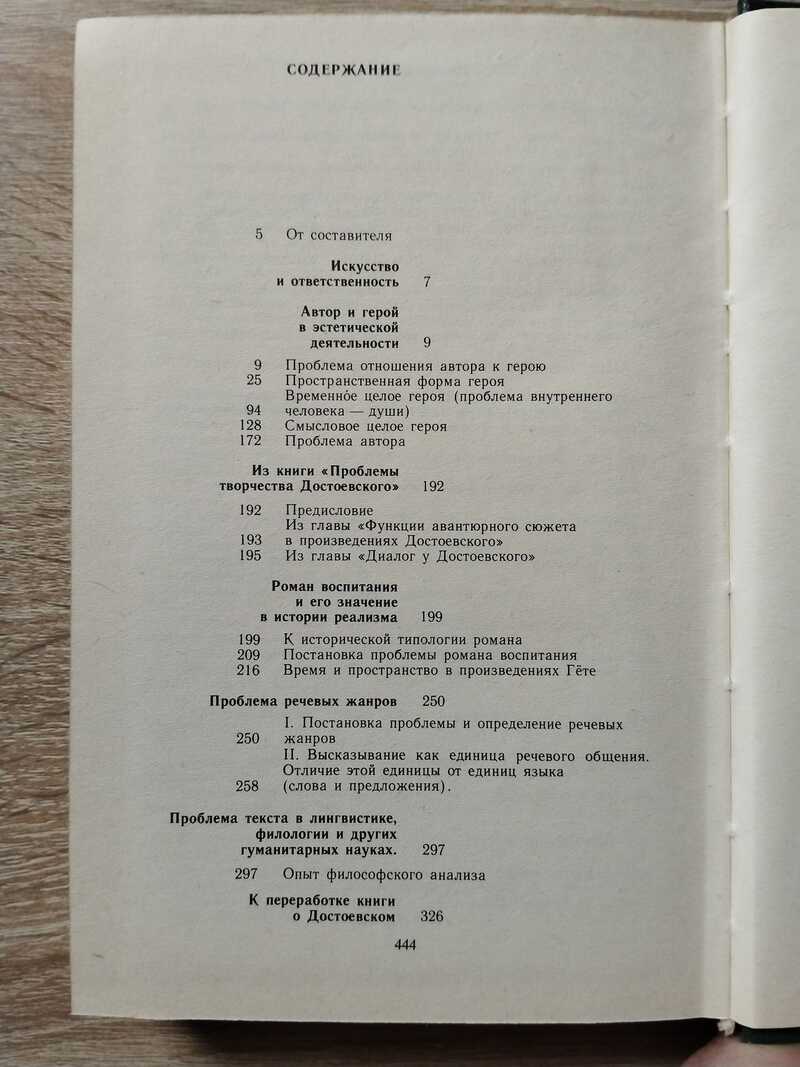 СОДЕРЖАНИЕ
5 От составителя
Искусство
и ответственность 7
Автор и герой
в эстетической
деятельности 9
9 Проблема отношения автора к герою
25 Пространственная форма героя
Временно́е целое героя (проблема внутреннего
94 человека — души)
128 Смысловое целое героя
172 Проблема автора
Из книги «Проблемы
творчества Достоевского» 192
192 Предисловие
Из главы «Функции авантюрного сюжета
193 в произведениях Достоевского»
195 Из главы «Диалог у Достоевского»
Роман воспитания
и его значение
в истории реализма 199
199 К исторической типологии романа
209 Постановка проблемы романа воспитания
216 Время и пространство в произведениях Гёте
Проблема речевых жанров 250
I. Постановка проблемы и определение речевых
250 жанров
II. Высказывание как единица речевого общения.
Отличие этой единицы от единиц языка
258 (слова и предложения).
Проблема текста в лингвистике,
филологии и других
гуманитарных науках. 297
297 Опыт философского анализа
К переработке книги
о Достоевском 326
444